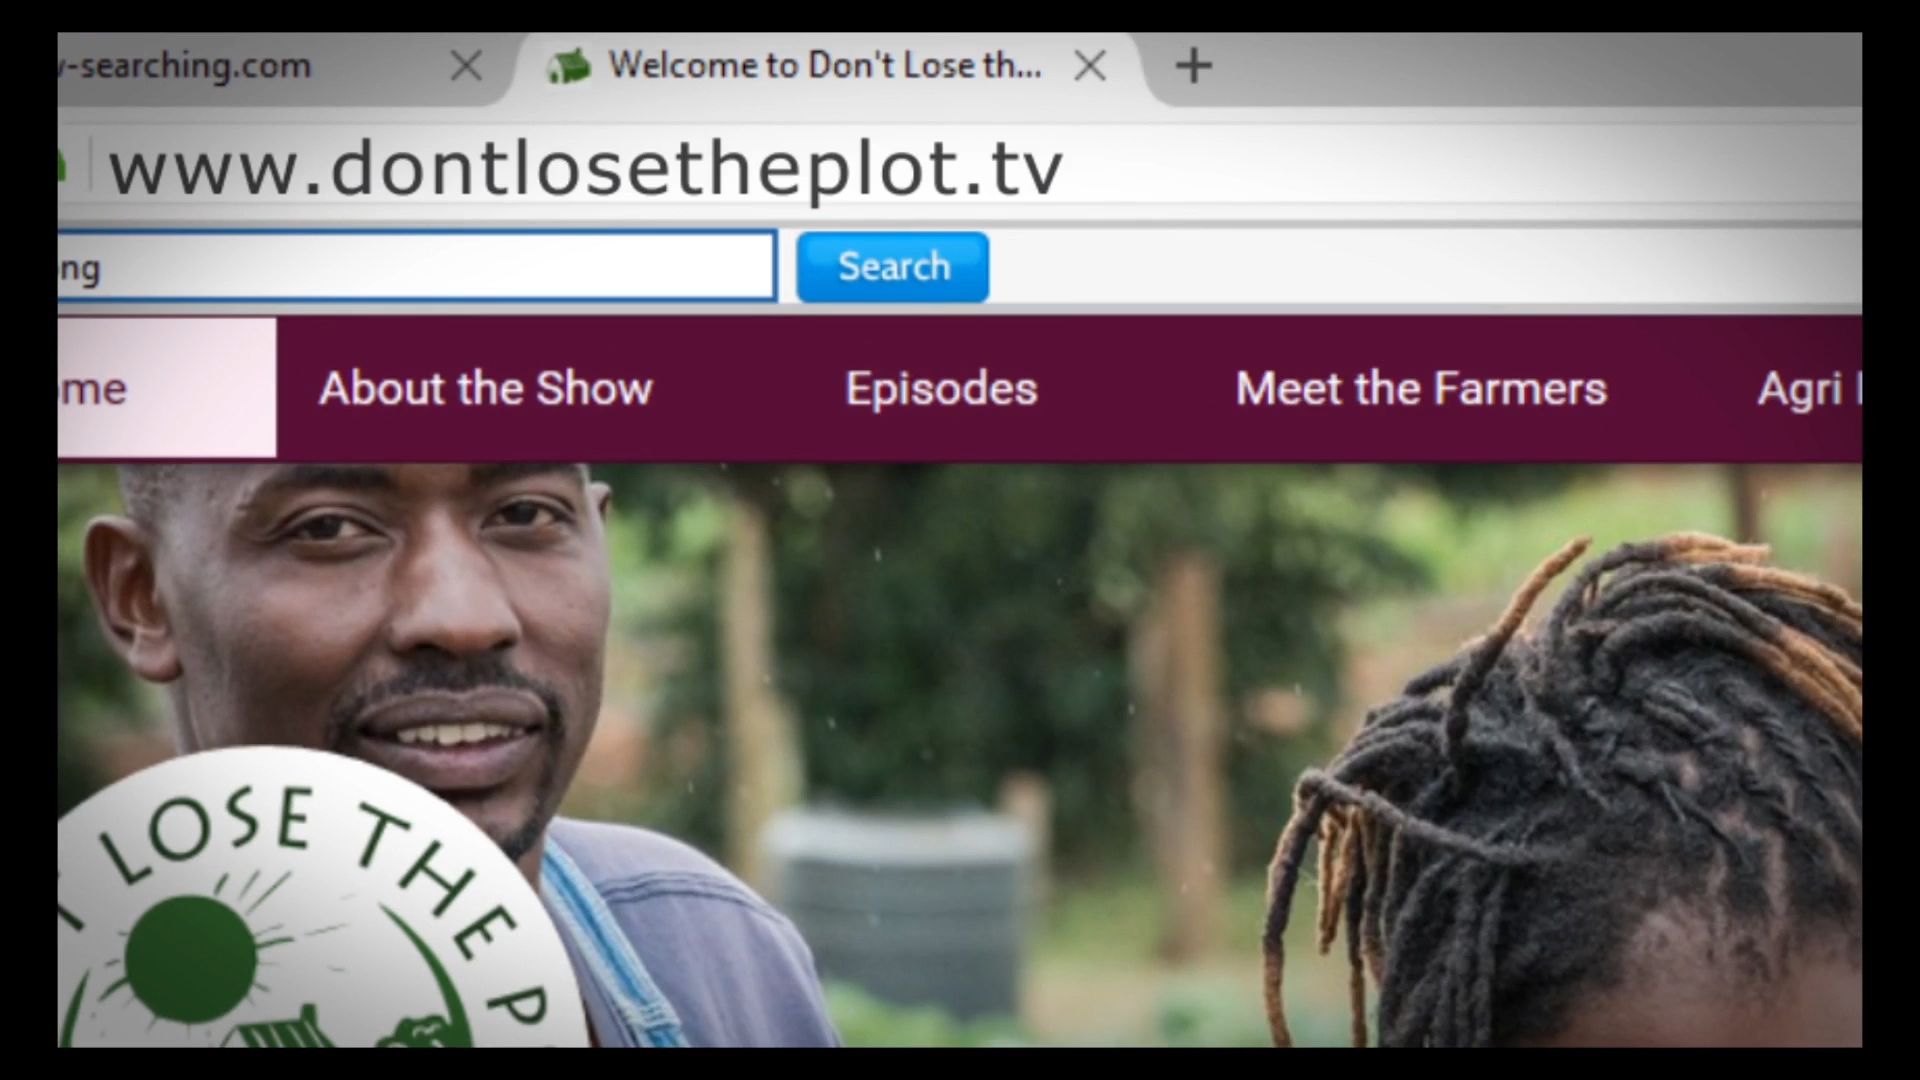 v-searching.com
Welcome to Don't Lose th...
www.dontlosetheplot.tv
ng
Search
ome
About the Show
Episodes
Meet the Farmers
Agri
LOSE THE P